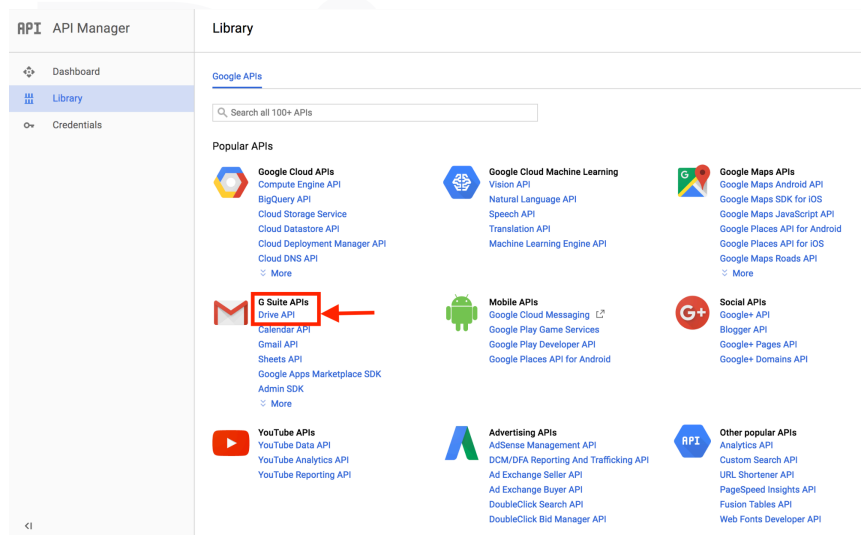 API API Manager
Library
Dashboard
Library
Credentials
Google APIs
Search all 100+ APIs
Popular APIs
Google Cloud APIs
Compute Engine API
BigQuery API
Cloud Storage Service
Cloud Datastore API
Cloud Deployment Manager API
Cloud DNS API
More
Google Cloud Machine Learning
Vision API
Natural Language API
Speech API
Translation API
Machine Learning Engine API
G
Google Maps APIs
Google Maps Android API
Google Maps SDK for iOS
Google Maps JavaScript API
Google Places API for Android
Google Places API for iOS
Google Maps Roads API
More
G Suite APIs
Drive API
Calendar API
Gmail API
Sheets API
Google Apps Marketplace SDK
Admin SDK
More
Mobile APIs
Google Cloud Messaging
Google Play Game Services
Google Play Developer API
Google Places API for Android
G+
Social APIs
Google+ API
Blogger API
Google+ Pages API
Google+ Domains API
YouTube APIs
YouTube Data API
YouTube Analytics API
YouTube Reporting API
Advertising APIs
AdSense Management API
DCM/DFA Reporting And Trafficking API
Ad Exchange Seller API
Ad Exchange Buyer API
DoubleClick Search API
DoubleClick Bid Manager API
API
Other popular APIs
Analytics API
Custom Search API
URL Shortener API
PageSpeed Insights API
Fusion Tables API
Web Fonts Developer API